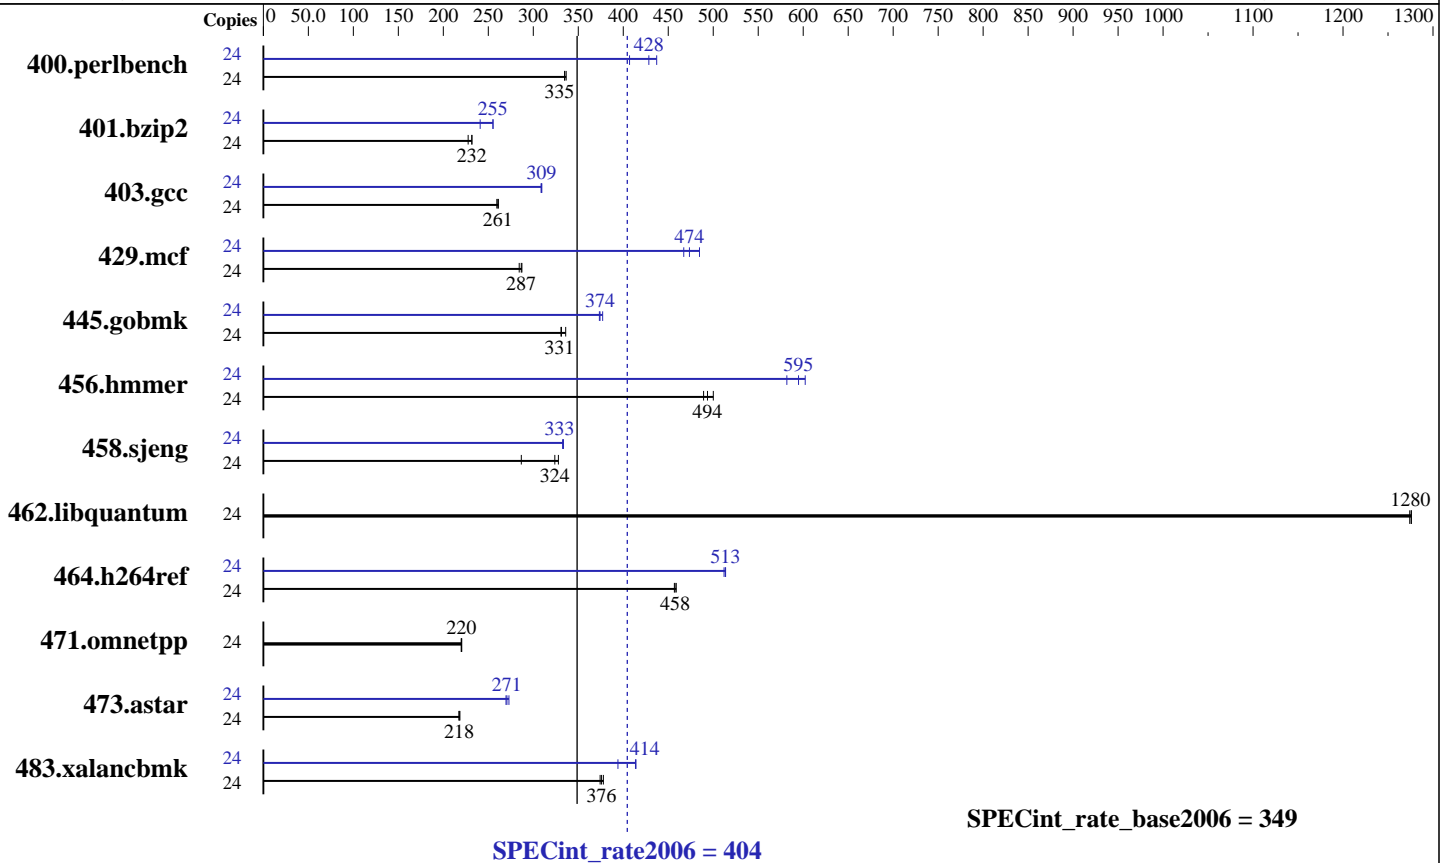 Copies 0 50.0 100 150 200 250 300 350 400 450 500 550 600 650 700 750 800 850 900 950 1000 1100 1200 1300
400.perlbench 24 428
24 335
401.bzip2 24 255
24 232
403.gcc 24 309
24 261
429.mcf 24 474
24 287
445.gobmk 24 374
24 331
456.hmmer 24 595
24 494
458.sjeng 24 333
24 324
462.libquantum 24 1280
464.h264ref 24 513
24 458
471.omnetpp 24 220
473.astar 24 271
24 218
483.xalancbmk 24 414
24 376
SPECint_rate_base2006 = 349
SPECint_rate2006 = 404